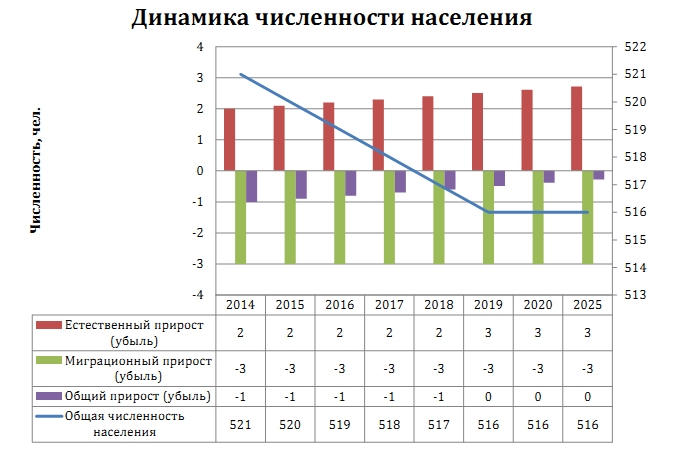 Динамика численности населения
Численность, чел.
4
3
2
1
0
-1
-2
-3
-4
522
521
520
519
518
517
516
515
514
513
2014 2015 2016 2017 2018 2019 2020 2025
Естественный прирост
(убыль)
2 2 2 2 2 3 3 3
Миграционный прирост
(убыль)
-3 -3 -3 -3 -3 -3 -3 -3
Общий прирост (убыль) -1 -1 -1 -1 -1 0 0 0
Общая численность
населения
521 520 519 518 517 516 516 516